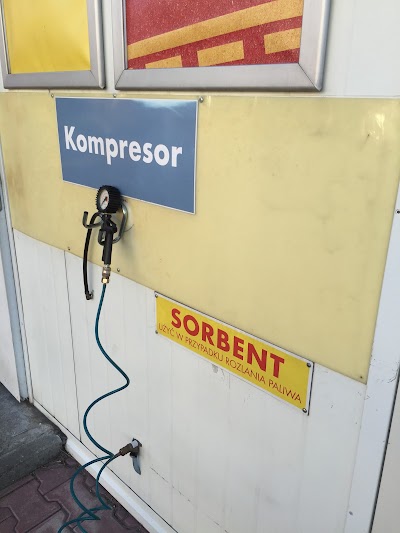 Kompresor
SORBENT
UŻYĆ W PRZYPADKU ROZLANIA PALIWA